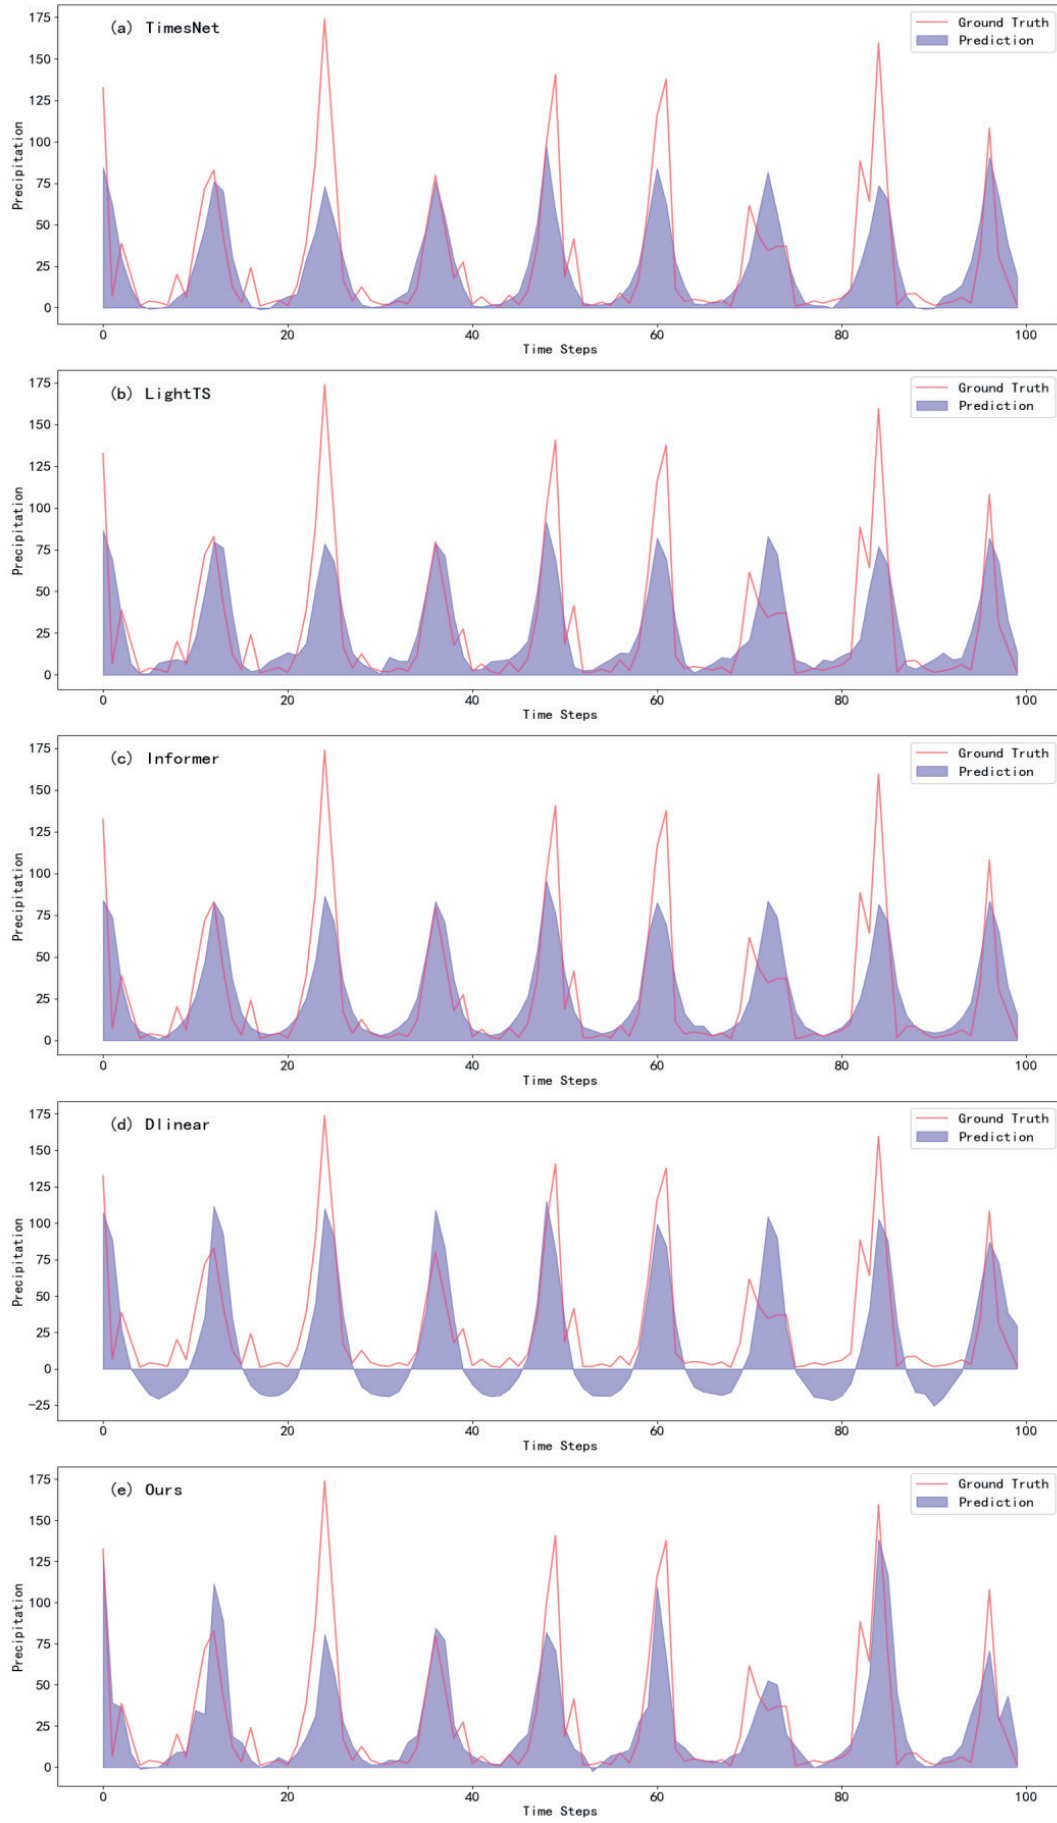 (a) TimesNet
Ground Truth
Prediction
175
150
125
100
75
50
25
0
Precipitation
0 20 40 60 80 100
Time Steps
(b) LightTS
Ground Truth
Prediction
175
150
125
100
75
50
25
0
Precipitation
0 20 40 60 80 100
Time Steps
(c) Informer
Ground Truth
Prediction
175
150
125
100
75
50
25
0
Precipitation
0 20 40 60 80 100
Time Steps
(d) Dlinear
Ground Truth
Prediction
175
150
125
100
75
50
25
0
−25
Precipitation
0 20 40 60 80 100
Time Steps
(e) Ours
Ground Truth
Prediction
175
150
125
100
75
50
25
0
Precipitation
0 20 40 60 80 100
Time Steps